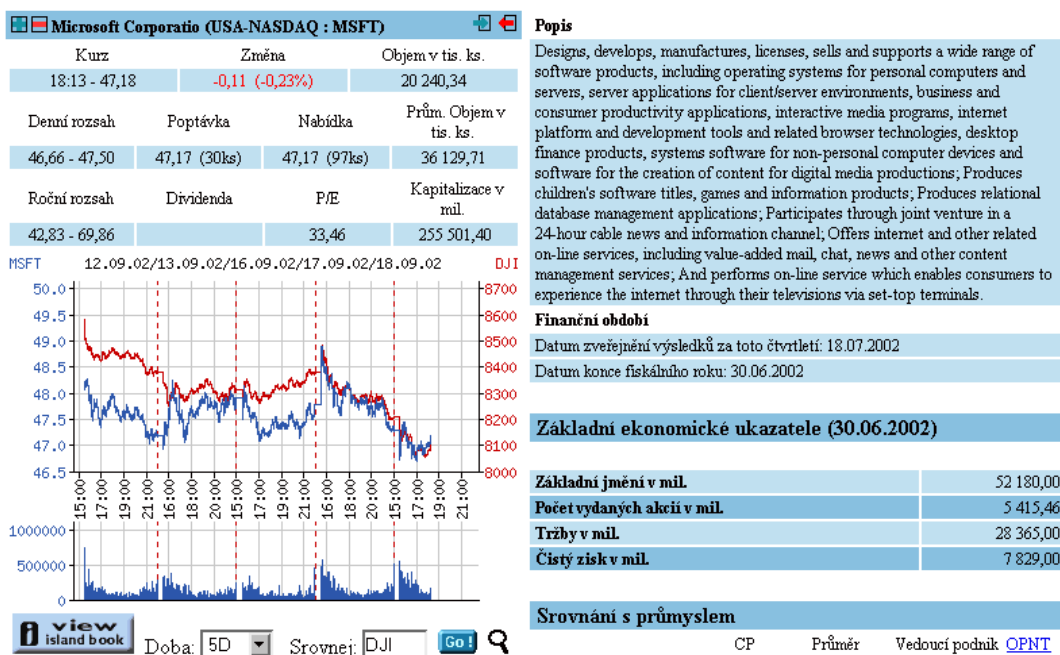 Microsoft Corporatio (USA-NASDAQ : MSFT)
Kurz Změna Objem v tis. ks.
18:13 - 47,18 -0,11 (-0,23%) 20 240,34
Denní rozsah Poptávka Nabídka Prům. Objem v tis. ks.
46,66 - 47,50 47,17 (30ks) 47,17 (97ks) 36 129,71
Roční rozsah Dividenda P/E Kapitalizace v mil.
42,83 - 69,86 33,46 255 501,40
MSFT 12.09.02/13.09.02/16.09.02/17.09.02/18.09.02 DJI
50.0 8700
49.5 8600
49.0 8500
48.5 8400
48.0 8300
47.5 8200
47.0 8100
46.5 8000
15:00 17:00 19:00 21:00 16:00 18:00 20:00 15:00 17:00 19:00 21:00 16:00 18:00 20:00 15:00 17:00 19:00 21:00
1000000
500000
0
view
island book
Doba: 5D Srovnej: DJI Go!
Popis
Designs, develops, manufactures, licenses, sells and supports a wide range of
software products, including operating systems for personal computers and
servers, server applications for client/server environments, business and
consumer productivity applications, interactive media programs, internet
platform and development tools and related browser technologies, desktop
finance products, systems software for non-personal computer devices and
software for the creation of content for digital media productions; Produces
children's software titles, games and information products; Produces relational
database management applications; Participates through joint venture in a
24-hour cable news and information channel; Offers internet and other related
on-line services, including value-added mail, chat, news and other content
management services; And performs on-line service which enables consumers to
experience the internet through their televisions via set-top terminals.
Finanční období
Datum zveřejnění výsledků za toto čtvrtletí: 18.07.2002
Datum konce fiskálního roku: 30.06.2002
Základní ekonomické ukazatele (30.06.2002)
Základní jmění v mil. 52 180,00
Počet vydaných akcií v mil. 5 415,46
Tržby v mil. 28 365,00
Čistý zisk v mil. 7 829,00
Srovnání s průmyslem
CP Průměr Vedoucí podnik OPNT